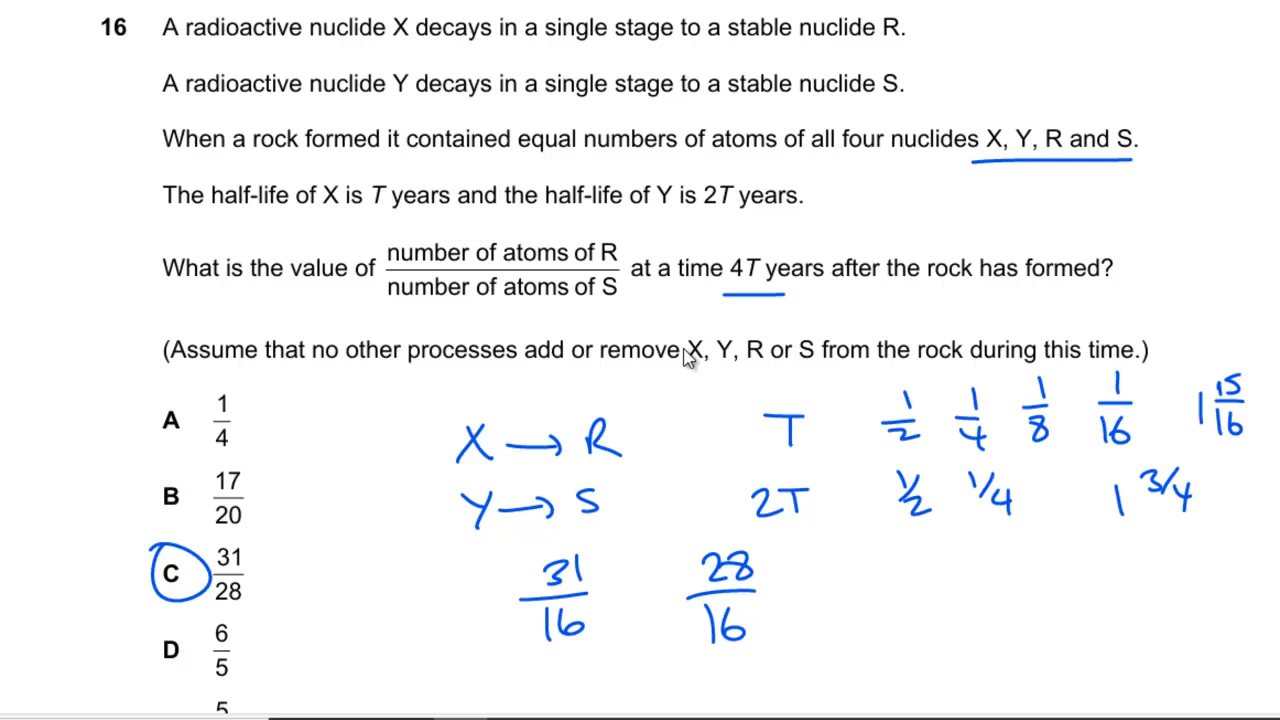 16 A radioactive nuclide X decays in a single stage to a stable nuclide R.
A radioactive nuclide Y decays in a single stage to a stable nuclide S.
When a rock formed it contained equal numbers of atoms of all four nuclides X, Y, R and S.
The half-life of X is T years and the half-life of Y is 2T years.
What is the value of number of atoms of R / number of atoms of S at a time 4T years after the rock has formed?
(Assume that no other processes add or remove X, Y, R or S from the rock during this time.)
A 1/4
X → R T 1/2 1/4 1/8 1/16 1 15/16
B 17/20
Y → S 2T 1/2 1/4 1 3/4
C 31/28
31/16 28/16
D 6/5
5